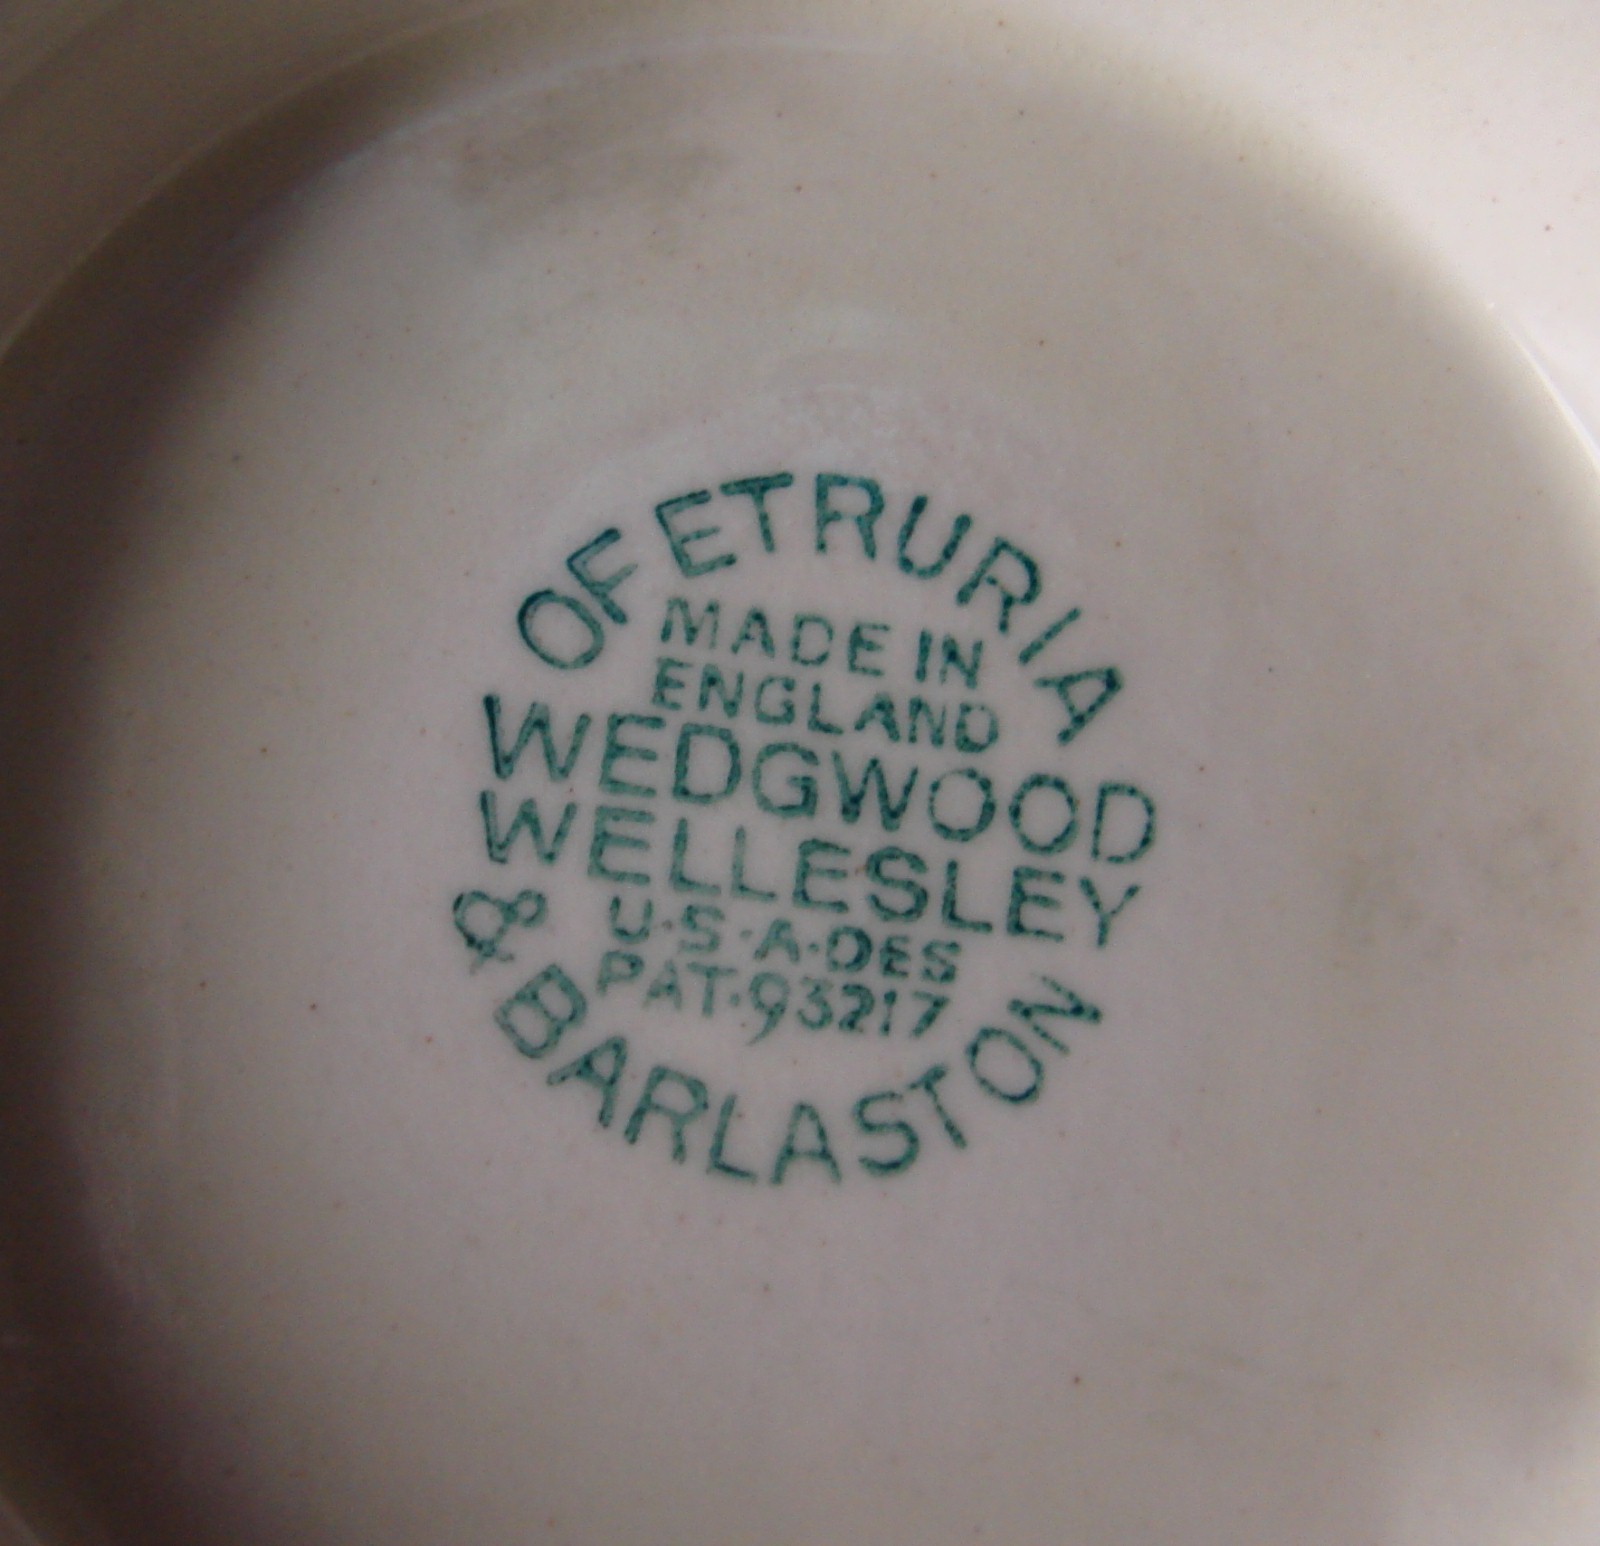 OF ETRURIA
MADE IN
ENGLAND
WEDGWOOD
WELLESLEY
U·S·A·DES
PAT·93217
& BARLASTON